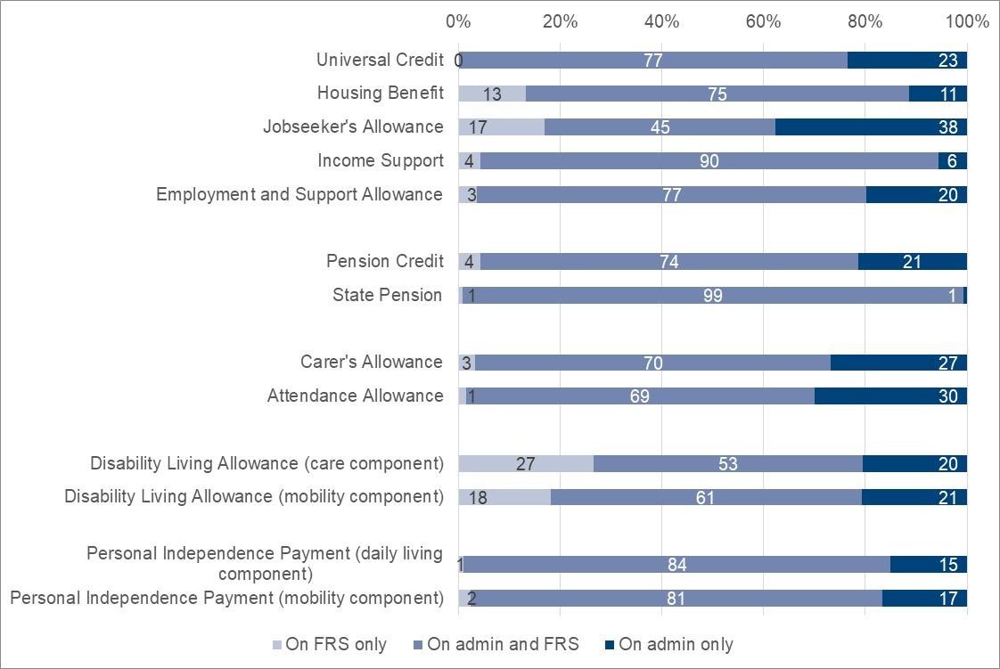 0% 20% 40% 60% 80% 100%
Universal Credit 0 77 23
Housing Benefit 13 75 11
Jobseeker's Allowance 17 45 38
Income Support 4 90 6
Employment and Support Allowance 3 77 20
Pension Credit 4 74 21
State Pension 1 99 1
Carer's Allowance 3 70 27
Attendance Allowance 1 69 30
Disability Living Allowance (care component) 27 53 20
Disability Living Allowance (mobility component) 18 61 21
Personal Independence Payment (daily living
component) 1 84 15
Personal Independence Payment (mobility component) 2 81 17
On FRS only On admin and FRS On admin only